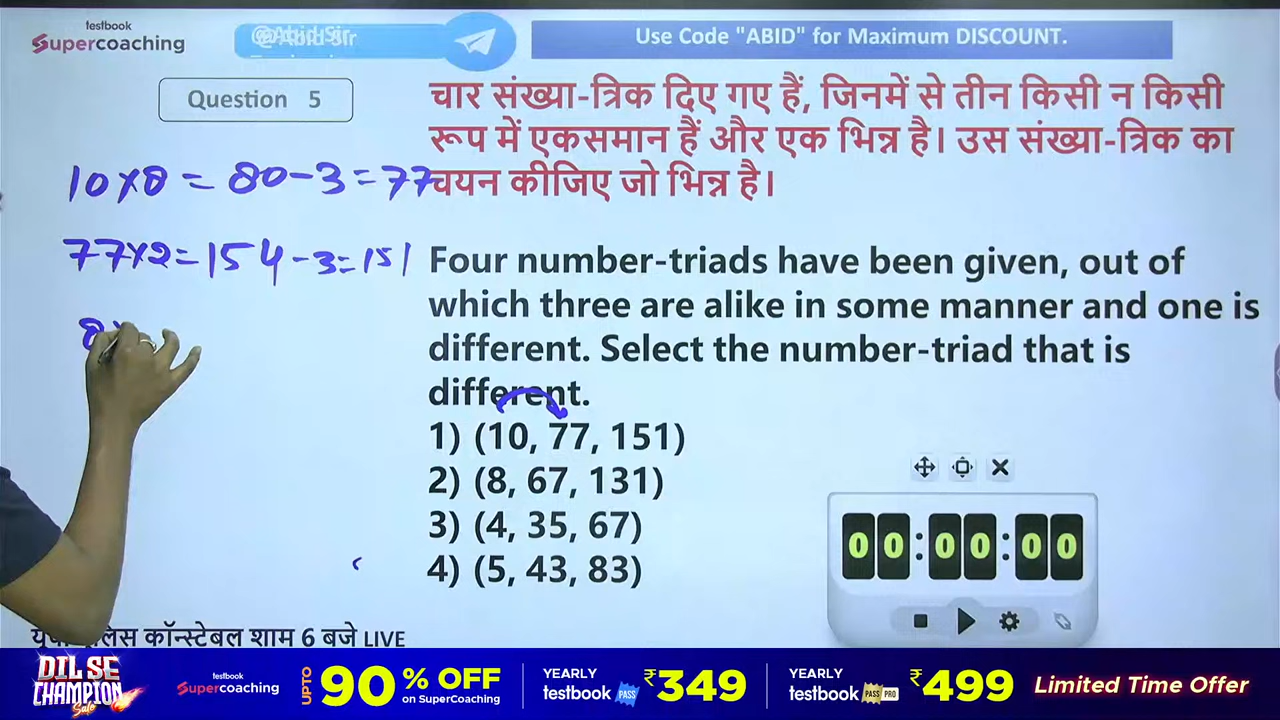 testbook
Supercoaching
@Abid Sir
Use Code "ABID" for Maximum DISCOUNT.
Question 5
चार संख्या-त्रिक दिए गए हैं, जिनमें से तीन किसी न किसी
रूप में एकसमान हैं और एक भिन्न है। उस संख्या-त्रिक का
चयन कीजिए जो भिन्न है।
10×8 = 80-3=77
77×2=154-3=151
8×
Four number-triads have been given, out of
which three are alike in some manner and one is
different. Select the number-triad that is
different.
1) (10, 77, 151)
2) (8, 67, 131)
3) (4, 35, 67)
4) (5, 43, 83)
00:00:00
कॉन्स्टेबल शाम 6 बजे LIVE
DIL SE
CHAMPION
Sale
testbook
Supercoaching
UPTO
90% OFF
on SuperCoaching
YEARLY
testbook PASS
₹349
YEARLY
testbook PASS PRO
₹499
Limited Time Offer